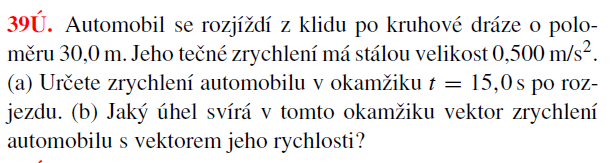 39Ú. Automobil se rozjíždí z klidu po kruhové dráze o polo-
měru 30,0 m. Jeho tečné zrychlení má stálou velikost 0,500 m/s².
(a) Určete zrychlení automobilu v okamžiku t = 15,0 s po roz-
jezdu. (b) Jaký úhel svírá v tomto okamžiku vektor zrychlení
automobilu s vektorem jeho rychlosti?